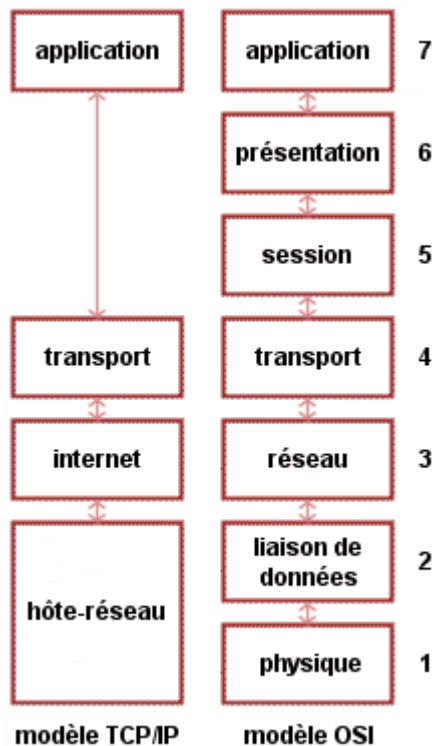 application application 7
présentation 6
session 5
transport transport 4
internet réseau 3
liaison de
données 2
hôte-réseau
physique 1
modèle TCP/IP modèle OSI